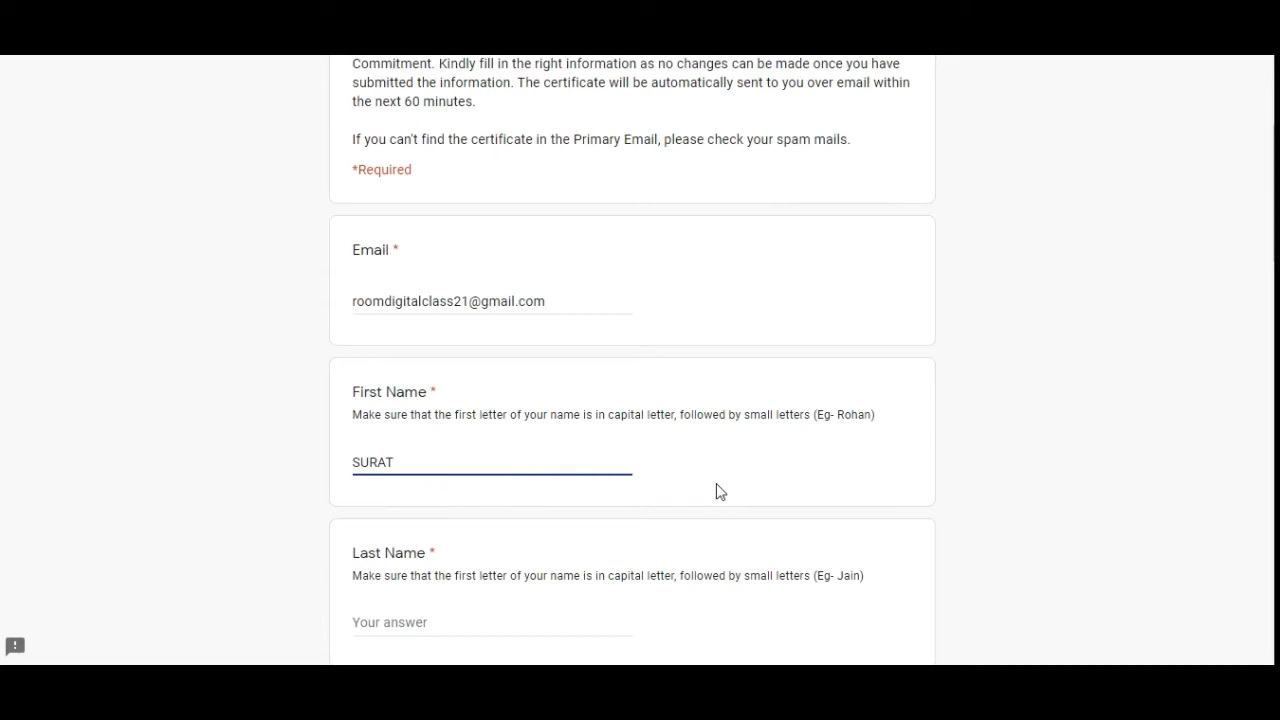 Commitment. Kindly fill in the right information as no changes can be made once you have
submitted the information. The certificate will be automatically sent to you over email within
the next 60 minutes.
If you can't find the certificate in the Primary Email, please check your spam mails.
*Required
Email *
roomdigitalclass21@gmail.com
First Name *
Make sure that the first letter of your name is in capital letter, followed by small letters (Eg- Rohan)
SURAT
Last Name *
Make sure that the first letter of your name is in capital letter, followed by small letters (Eg- Jain)
Your answer